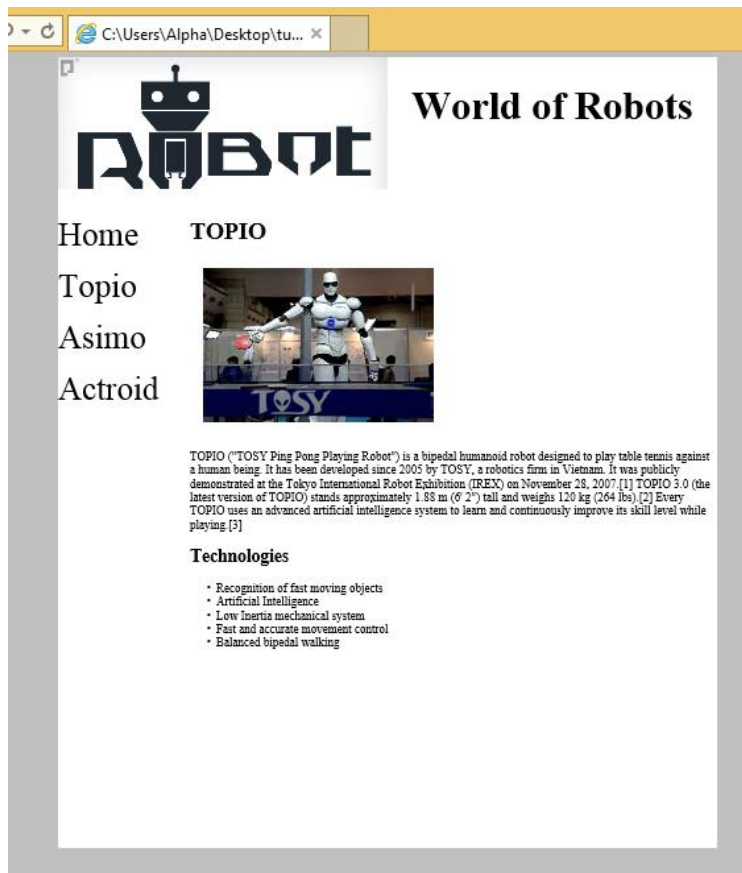 C:\Users\Alpha\Desktop\tu...
ROBOT
World of Robots
Home
Topio
Asimo
Actroid
TOPIO
TOSY
TOPIO ("TOSY Ping Pong Playing Robot") is a bipedal humanoid robot designed to play table tennis against
a human being. It has been developed since 2005 by TOSY, a robotics firm in Vietnam. It was publicly
demonstrated at the Tokyo International Robot Exhibition (IREX) on November 28, 2007.[1] TOPIO 3.0 (the
latest version of TOPIO) stands approximately 1.88 m (6' 2") tall and weighs 120 kg (264 lbs).[2] Every
TOPIO uses an advanced artificial intelligence system to learn and continuously improve its skill level while
playing.[3]
Technologies
• Recognition of fast moving objects
• Artificial Intelligence
• Low Inertia mechanical system
• Fast and accurate movement control
• Balanced bipedal walking